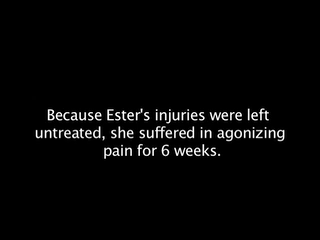 Because Ester's injuries were left
untreated, she suffered in agonizing
pain for 6 weeks.